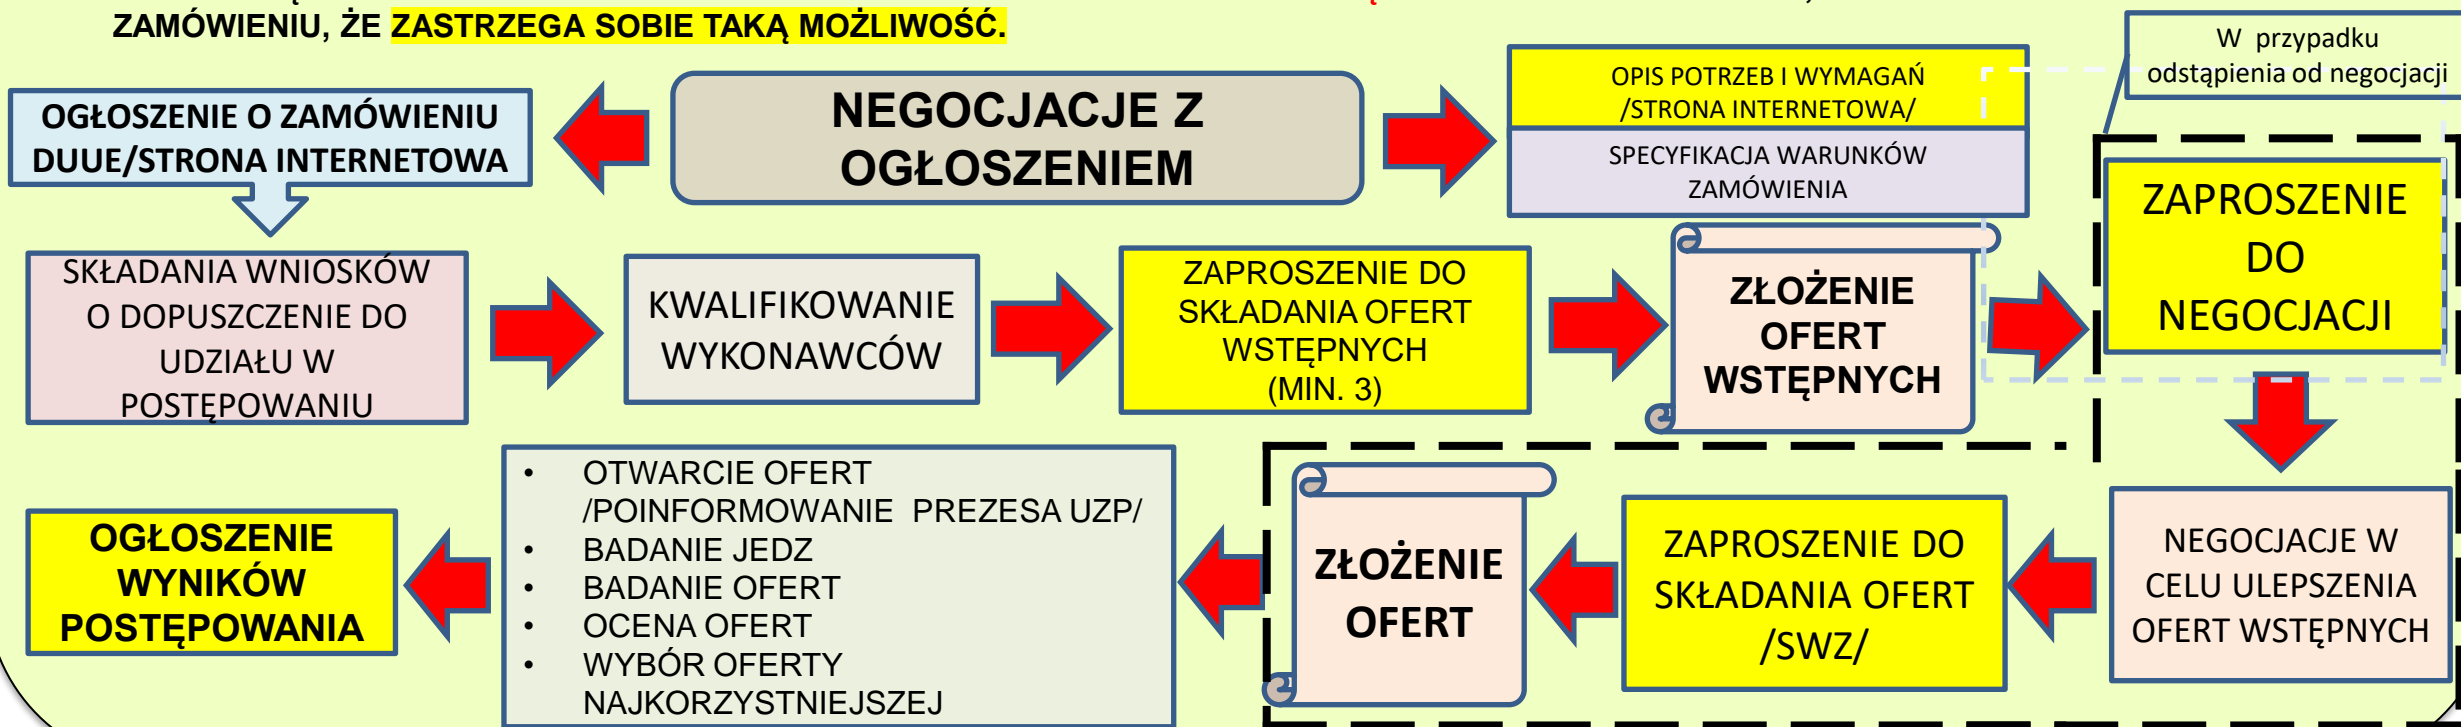 ZAMÓWIENIU, ŻE ZASTRZEGA SOBIE TAKĄ MOŻLIWOŚĆ.
W przypadku
odstąpienia od negocjacji
OGŁOSZENIE O ZAMÓWIENIU
DUUE/STRONA INTERNETOWA
NEGOCJACJE Z
OGŁOSZENIEM
OPIS POTRZEB I WYMAGAŃ
/STRONA INTERNETOWA/
SPECYFIKACJA WARUNKÓW
ZAMÓWIENIA
SKŁADANIA WNIOSKÓW
O DOPUSZCZENIE DO
UDZIAŁU W
POSTĘPOWANIU
KWALIFIKOWANIE
WYKONAWCÓW
ZAPROSZENIE DO
SKŁADANIA OFERT
WSTĘPNYCH
(MIN. 3)
ZŁOŻENIE
OFERT
WSTĘPNYCH
ZAPROSZENIE
DO
NEGOCJACJI
NEGOCJACJE W
CELU ULEPSZENIA
OFERT WSTĘPNYCH
ZAPROSZENIE DO
SKŁADANIA OFERT
/SWZ/
ZŁOŻENIE
OFERT
• OTWARCIE OFERT
/POINFORMOWANIE PREZESA UZP/
• BADANIE JEDZ
• BADANIE OFERT
• OCENA OFERT
• WYBÓR OFERTY
NAJKORZYSTNIEJSZEJ
OGŁOSZENIE
WYNIKÓW
POSTĘPOWANIA